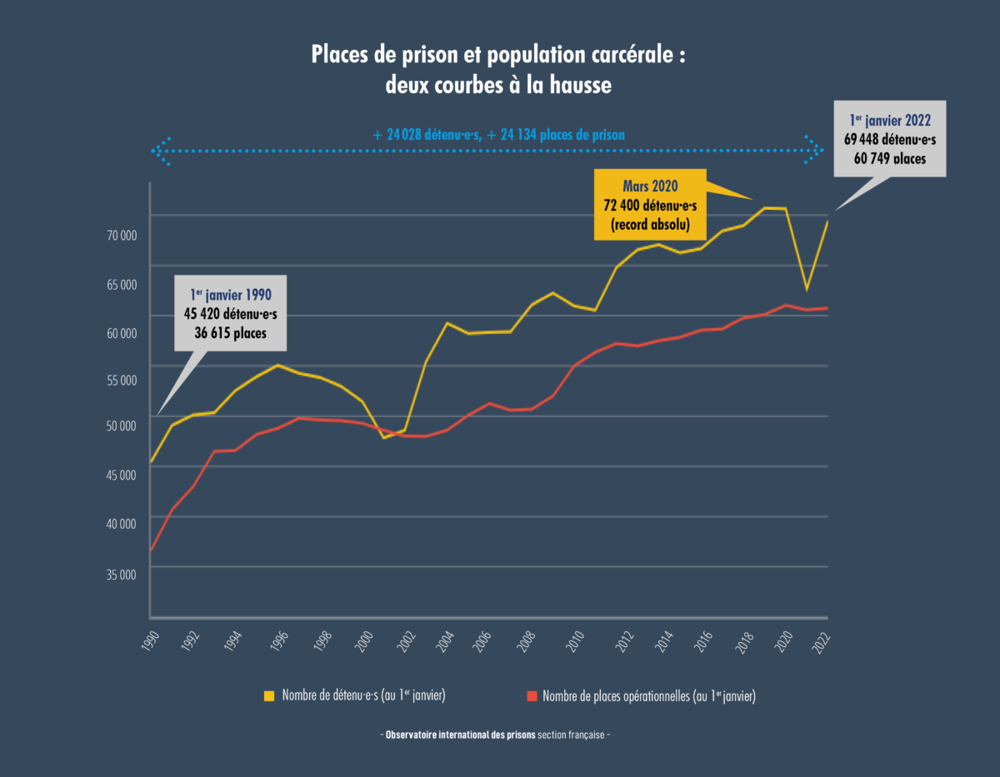 Places de prison et population carcérale :
deux courbes à la hausse
+ 24 028 détenu·e·s, + 24 134 places de prison
1er janvier 2022
69 448 détenu·e·s
60 749 places
Mars 2020
72 400 détenu·e·s
(record absolu)
1er janvier 1990
45 420 détenu·e·s
36 615 places
70 000
65 000
60 000
55 000
50 000
45 000
40 000
35 000
1990 1992 1994 1996 1998 2000 2002 2004 2006 2008 2010 2012 2014 2016 2018 2020 2022
Nombre de détenu·e·s (au 1er janvier) Nombre de places opérationnelles (au 1er janvier)
– Observatoire international des prisons section française –